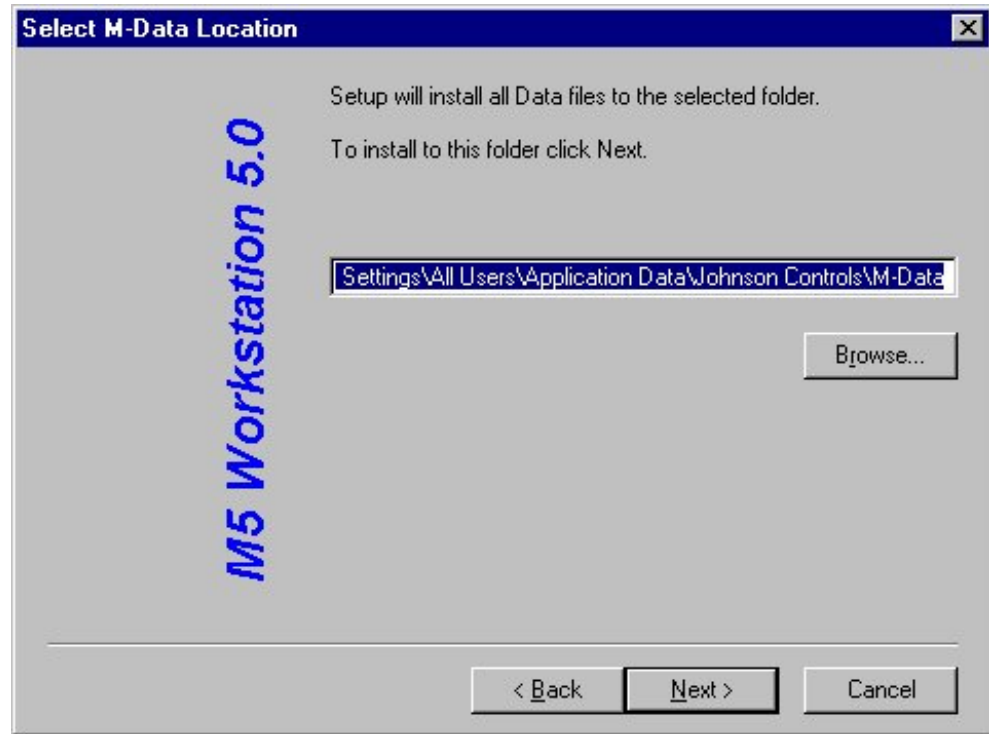 Select M-Data Location
Setup will install all Data files to the selected folder.
To install to this folder click Next.
M5 Workstation 5.0
Settings\All Users\Application Data\Johnson Controls\M-Data
Browse...
< Back
Next >
Cancel